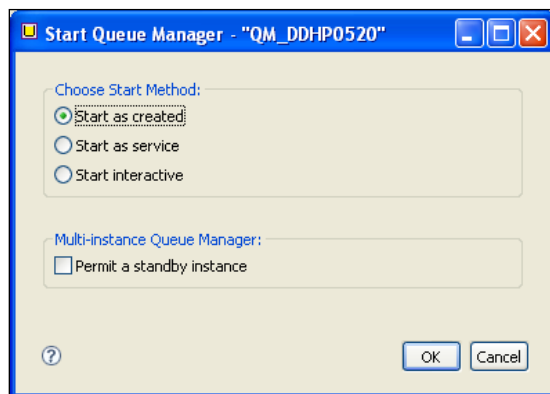 Start Queue Manager - "QM_DDHP0520"
Choose Start Method:
Start as created
Start as service
Start interactive
Multi-instance Queue Manager:
Permit a standby instance
?
OK
Cancel